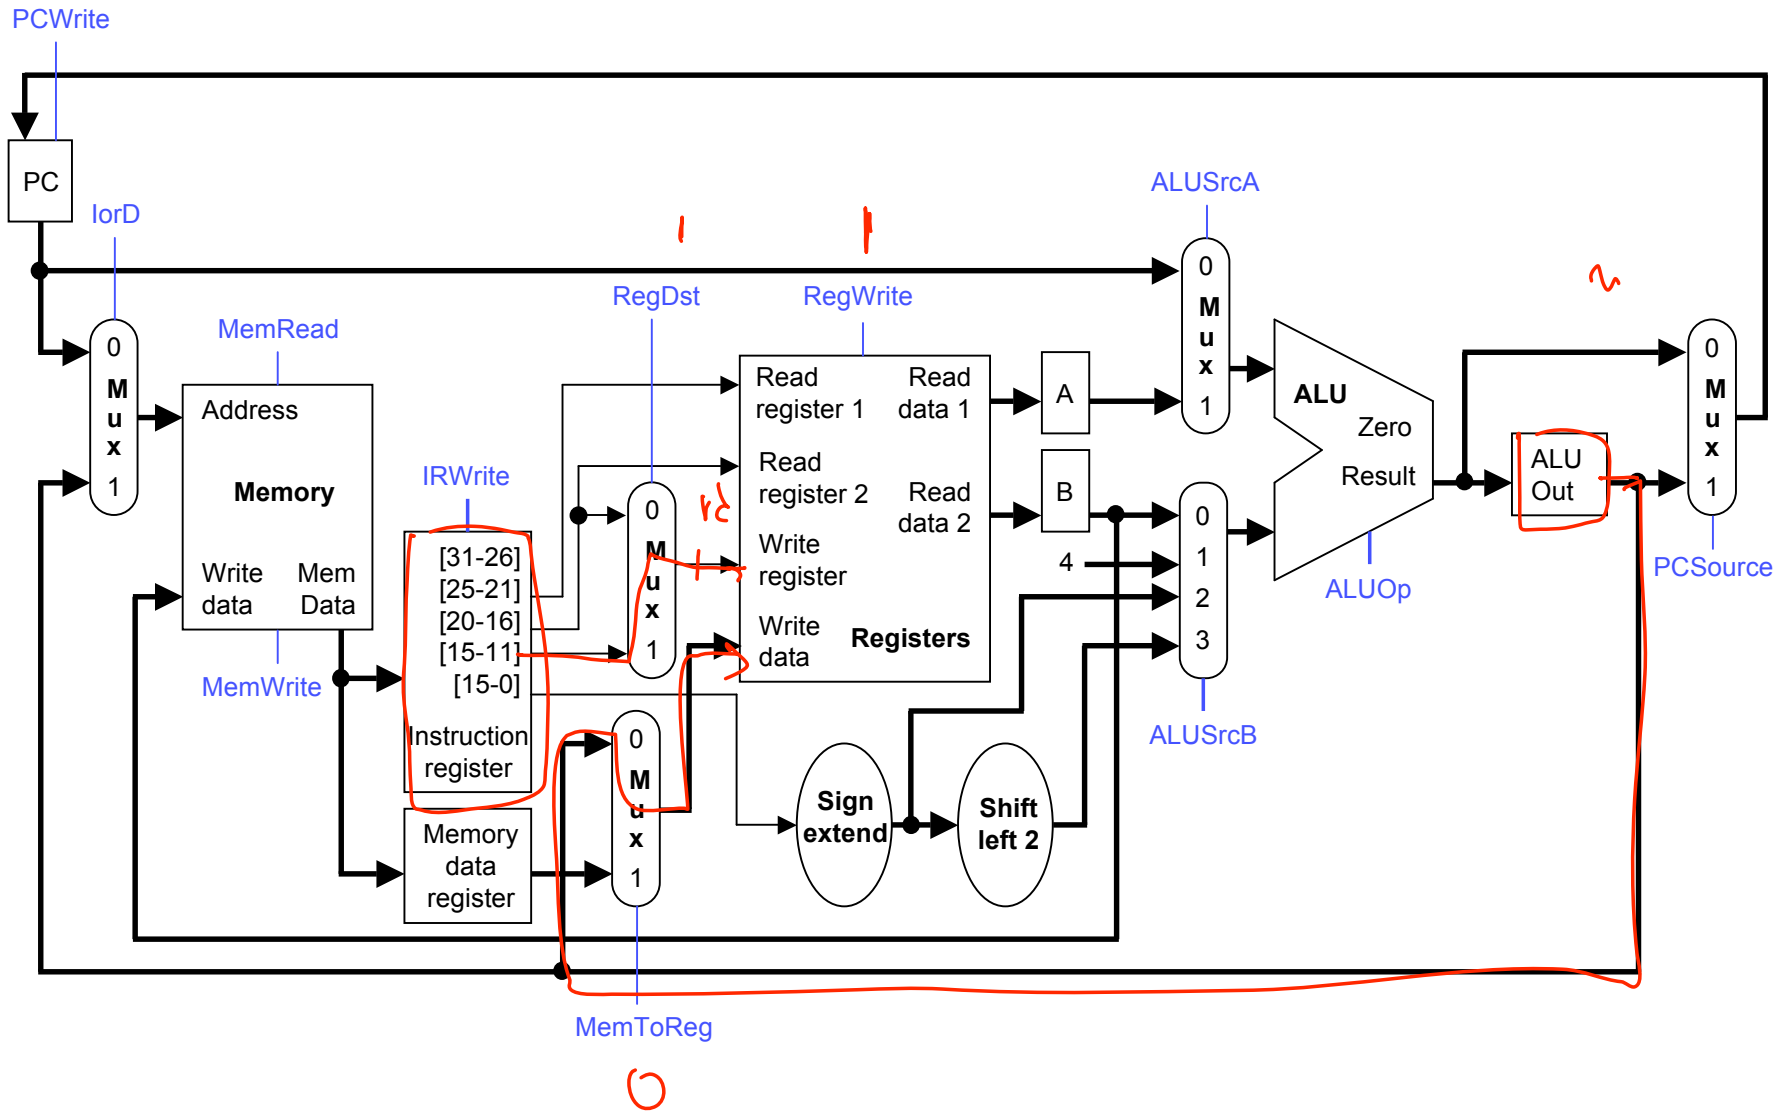 PCWrite
PC
IorD
0
M
u
x
1
MemRead
Address
Memory
Write
data
Mem
Data
MemWrite
IRWrite
[31-26]
[25-21]
[20-16]
[15-11]
[15-0]
Instruction
register
Memory
data
register
1
RegDst
0
M
u
x
1
0
M
u
x
1
MemToReg
0
1
RegWrite
rd
Read
register 1
Read
data 1
Read
register 2
Read
data 2
Write
register
Write
data
Registers
Sign
extend
Shift
left 2
A
B
4
ALUSrcA
0
M
u
x
1
0
1
2
3
ALUSrcB
ALU
Zero
Result
ALUOp
ALU
Out
0
M
u
x
1
PCSource